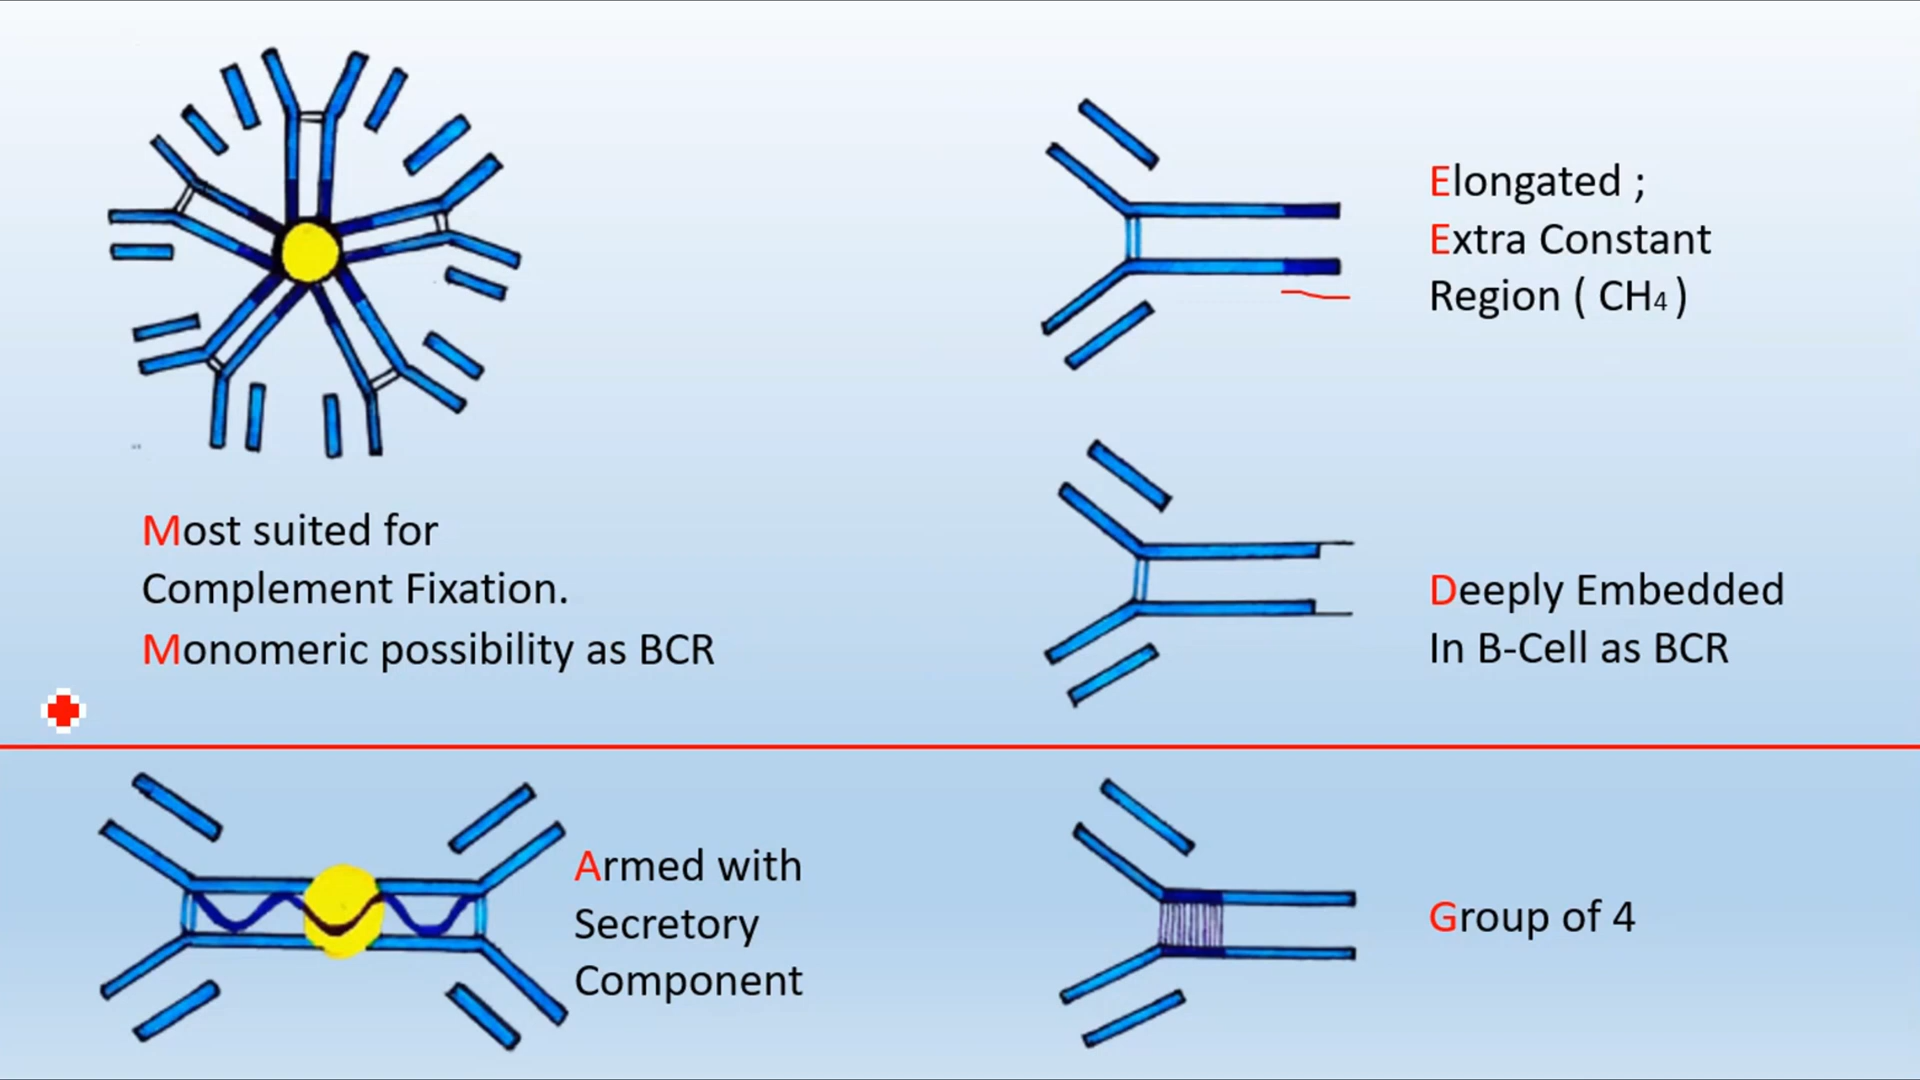 Elongated ;
Extra Constant
Region ( CH4 )
Most suited for
Complement Fixation.
Monomeric possibility as BCR
Deeply Embedded
In B-Cell as BCR
Armed with
Secretory
Component
Group of 4